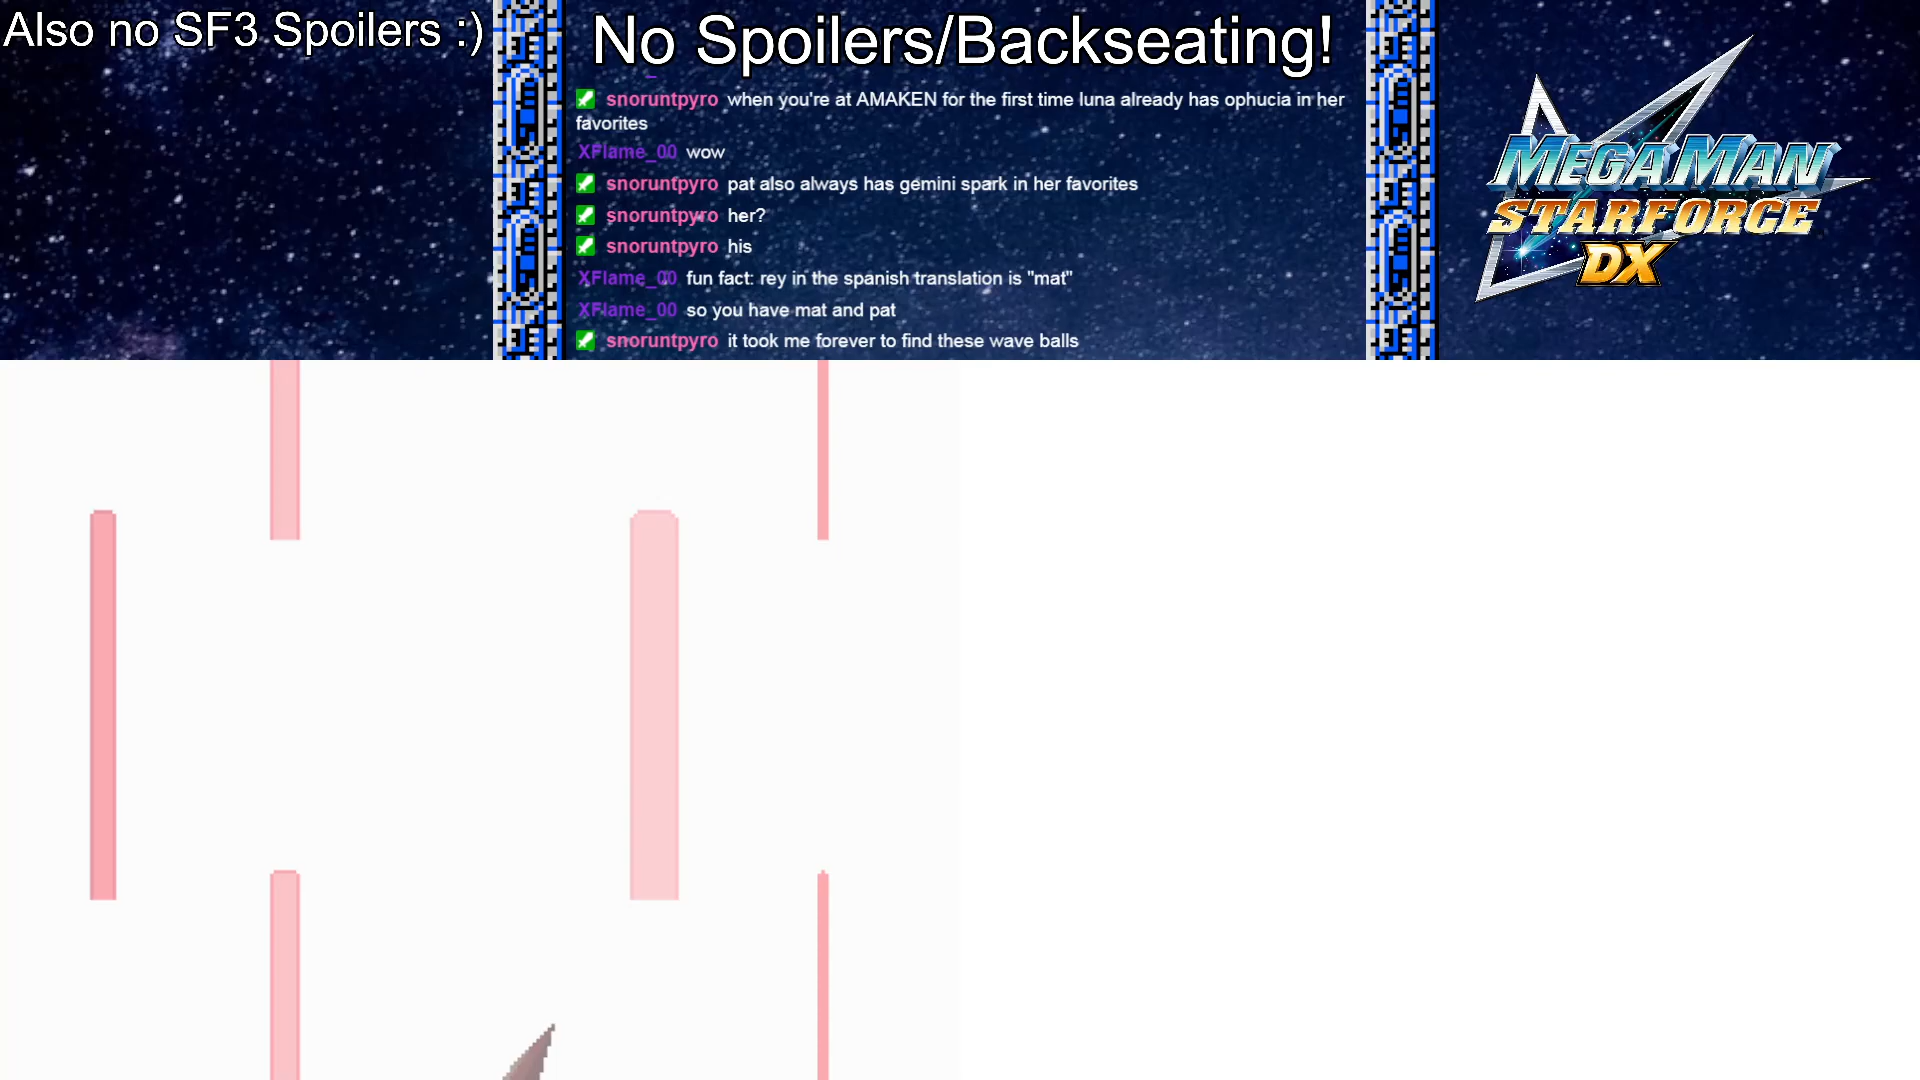 Also no SF3 Spoilers :)
No Spoilers/Backseating!
snoruntpyro when you're at AMAKEN for the first time luna already has ophucia in her
favorites
XFlame_00 wow
snoruntpyro pat also always has gemini spark in her favorites
snoruntpyro her?
snoruntpyro his
XFlame_00 fun fact: rey in the spanish translation is "mat"
XFlame_00 so you have mat and pat
snoruntpyro it took me forever to find these wave balls
MEGAMAN
STARFORCE
DX